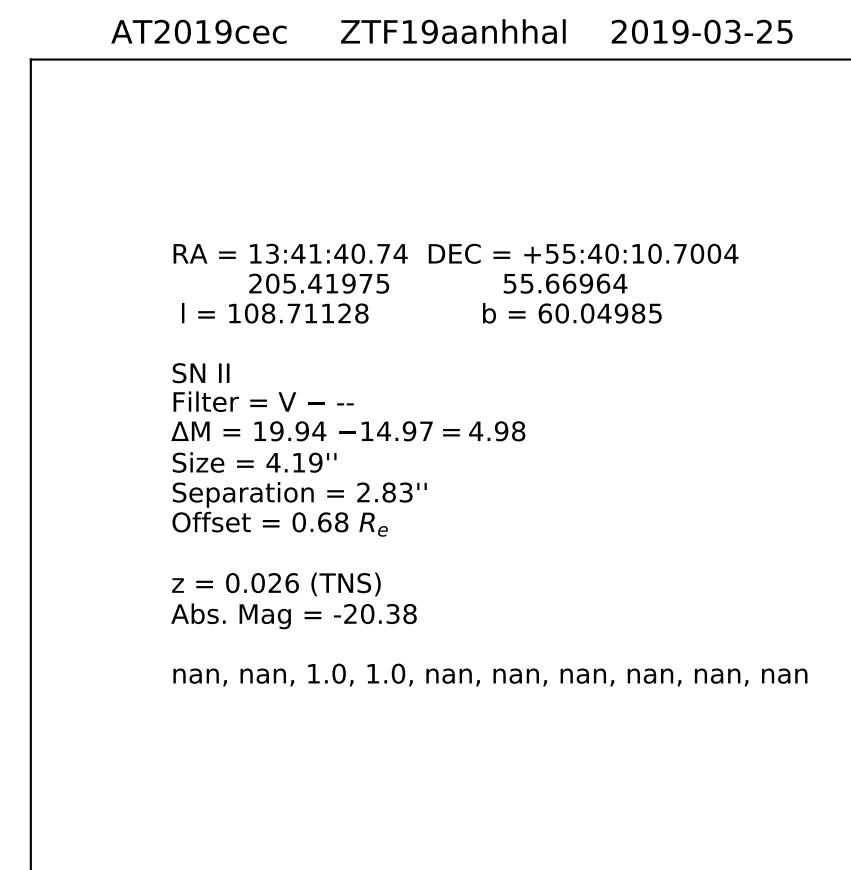 AT2019cec ZTF19aanhhal 2019-03-25
RA = 13:41:40.74 DEC = +55:40:10.7004
205.41975 55.66964
l = 108.71128 b = 60.04985
SN II
Filter = V − --
ΔM = 19.94 −14.97 = 4.98
Size = 4.19''
Separation = 2.83''
Offset = 0.68 Rₑ
z = 0.026 (TNS)
Abs. Mag = -20.38
nan, nan, 1.0, 1.0, nan, nan, nan, nan, nan, nan